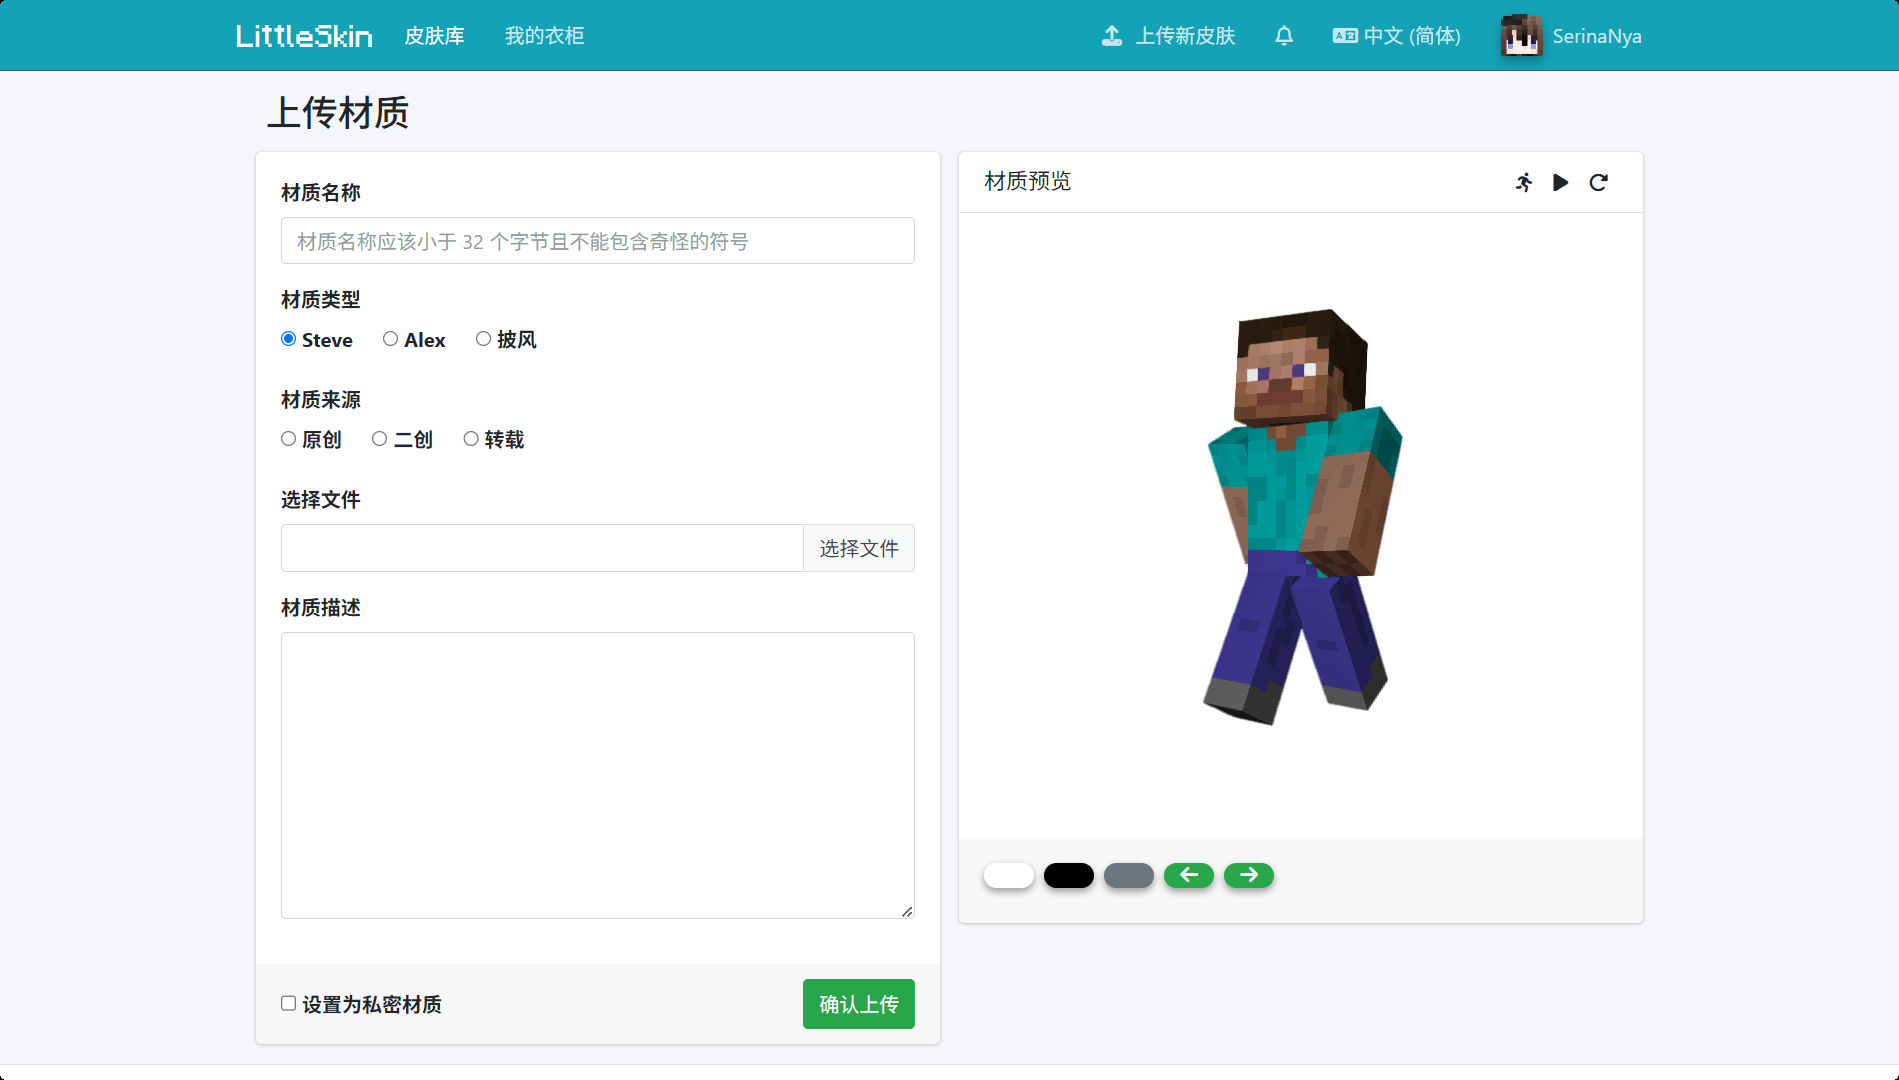 LittleSkin 皮肤库 我的衣柜 上传新皮肤 中文 (简体) SerinaNya
上传材质
材质名称
材质名称应该小于 32 个字节且不能包含奇怪的符号
材质类型
Steve Alex 披风
材质来源
原创 二创 转载
选择文件
选择文件
材质描述
设置为私密材质 确认上传
材质预览